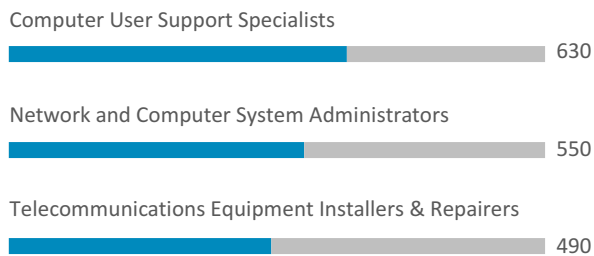 Computer User Support Specialists
630
Network and Computer System Administrators
550
Telecommunications Equipment Installers & Repairers
490